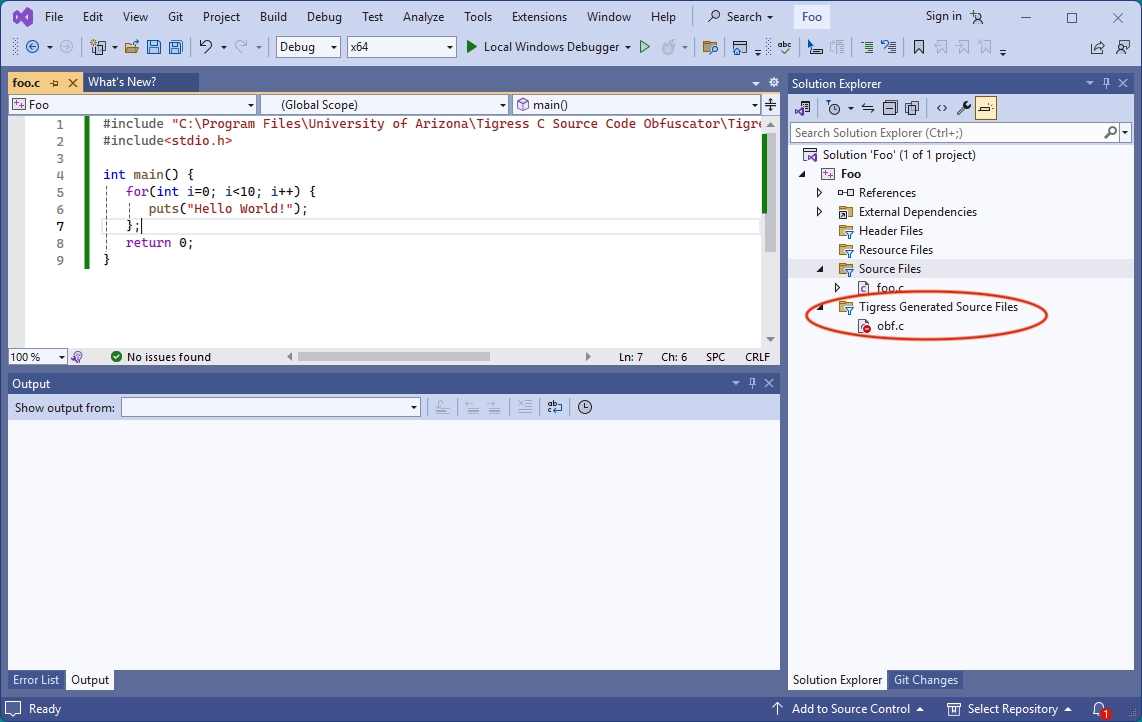 File Edit View Git Project Build Debug Test Analyze Tools Extensions Window Help Search Foo Sign in
Debug x64 Local Windows Debugger
foo.c What's New?
Foo (Global Scope) main()
1 #include "C:\Program Files\University of Arizona\Tigress C Source Code Obfuscator\Tigre
2 #include<stdio.h>
3
4 int main() {
5 for(int i=0; i<10; i++) {
6 puts("Hello World!");
7 };
8 return 0;
9 }
100 % No issues found Ln: 7 Ch: 6 SPC CRLF
Output
Show output from:
Error List Output
Solution Explorer
Search Solution Explorer (Ctrl+;)
Solution 'Foo' (1 of 1 project)
Foo
References
External Dependencies
Header Files
Resource Files
Source Files
foo.c
Tigress Generated Source Files
obf.c
Solution Explorer Git Changes
Ready Add to Source Control Select Repository 1